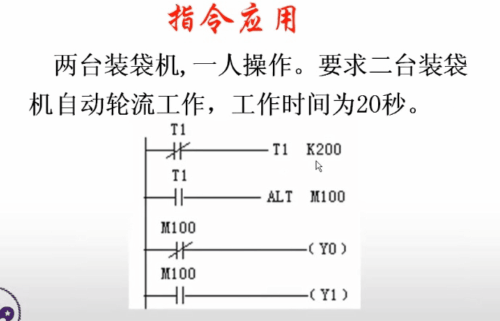 指令应用
两台装袋机,一人操作。要求二台装袋
机自动轮流工作，工作时间为20秒。
T1
T1 K200
T1
ALT M100
M100
(Y0)
M100
(Y1)